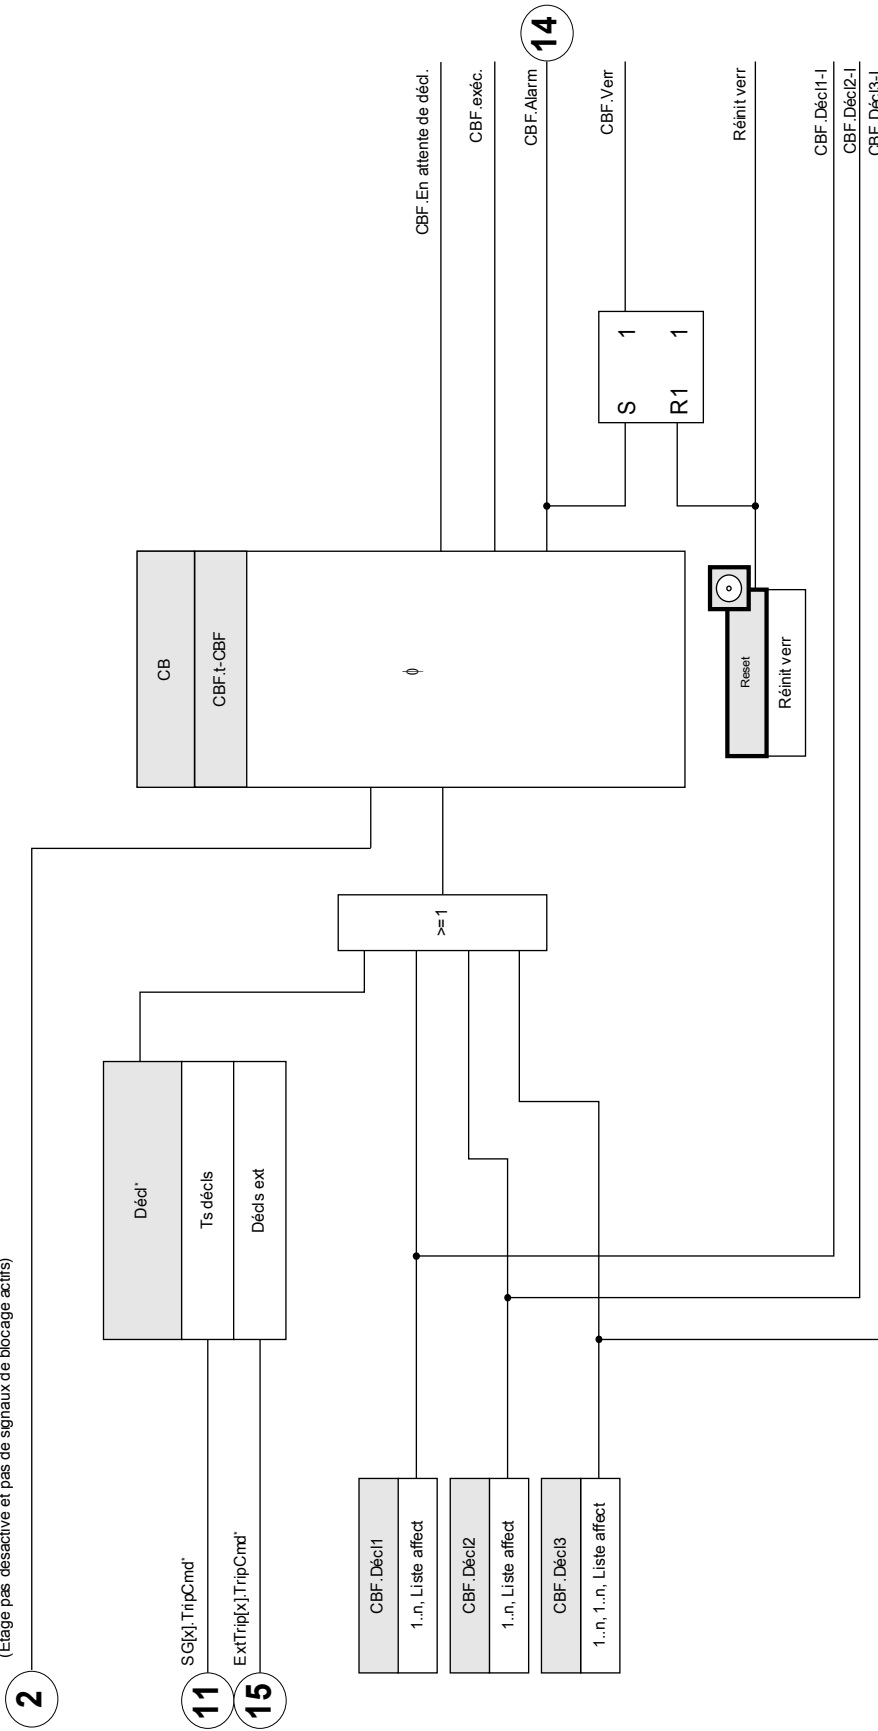 (Etage pas désactivé et pas de signaux de blocage actifs)
2
SG[x].TripCmd*
11
ExtTrip[x].TripCmd*
15
Décl*
Ts décls
Décls ext
CBF.Décl1
1..n, Liste affect
CBF.Décl2
1..n, Liste affect
CBF.Décl3
1..n, 1..n, Liste affect
>=1
CB
CBF.t-CBF
ϕ
CBF.En attente de décl.
CBF.exéc.
CBF.Alarm
14
S 1
R1 1
CBF.Verr
Reset
Réinit verr
Réinit verr
CBF.Décl1-I
CBF.Décl2-I
CBF.Décl3-I